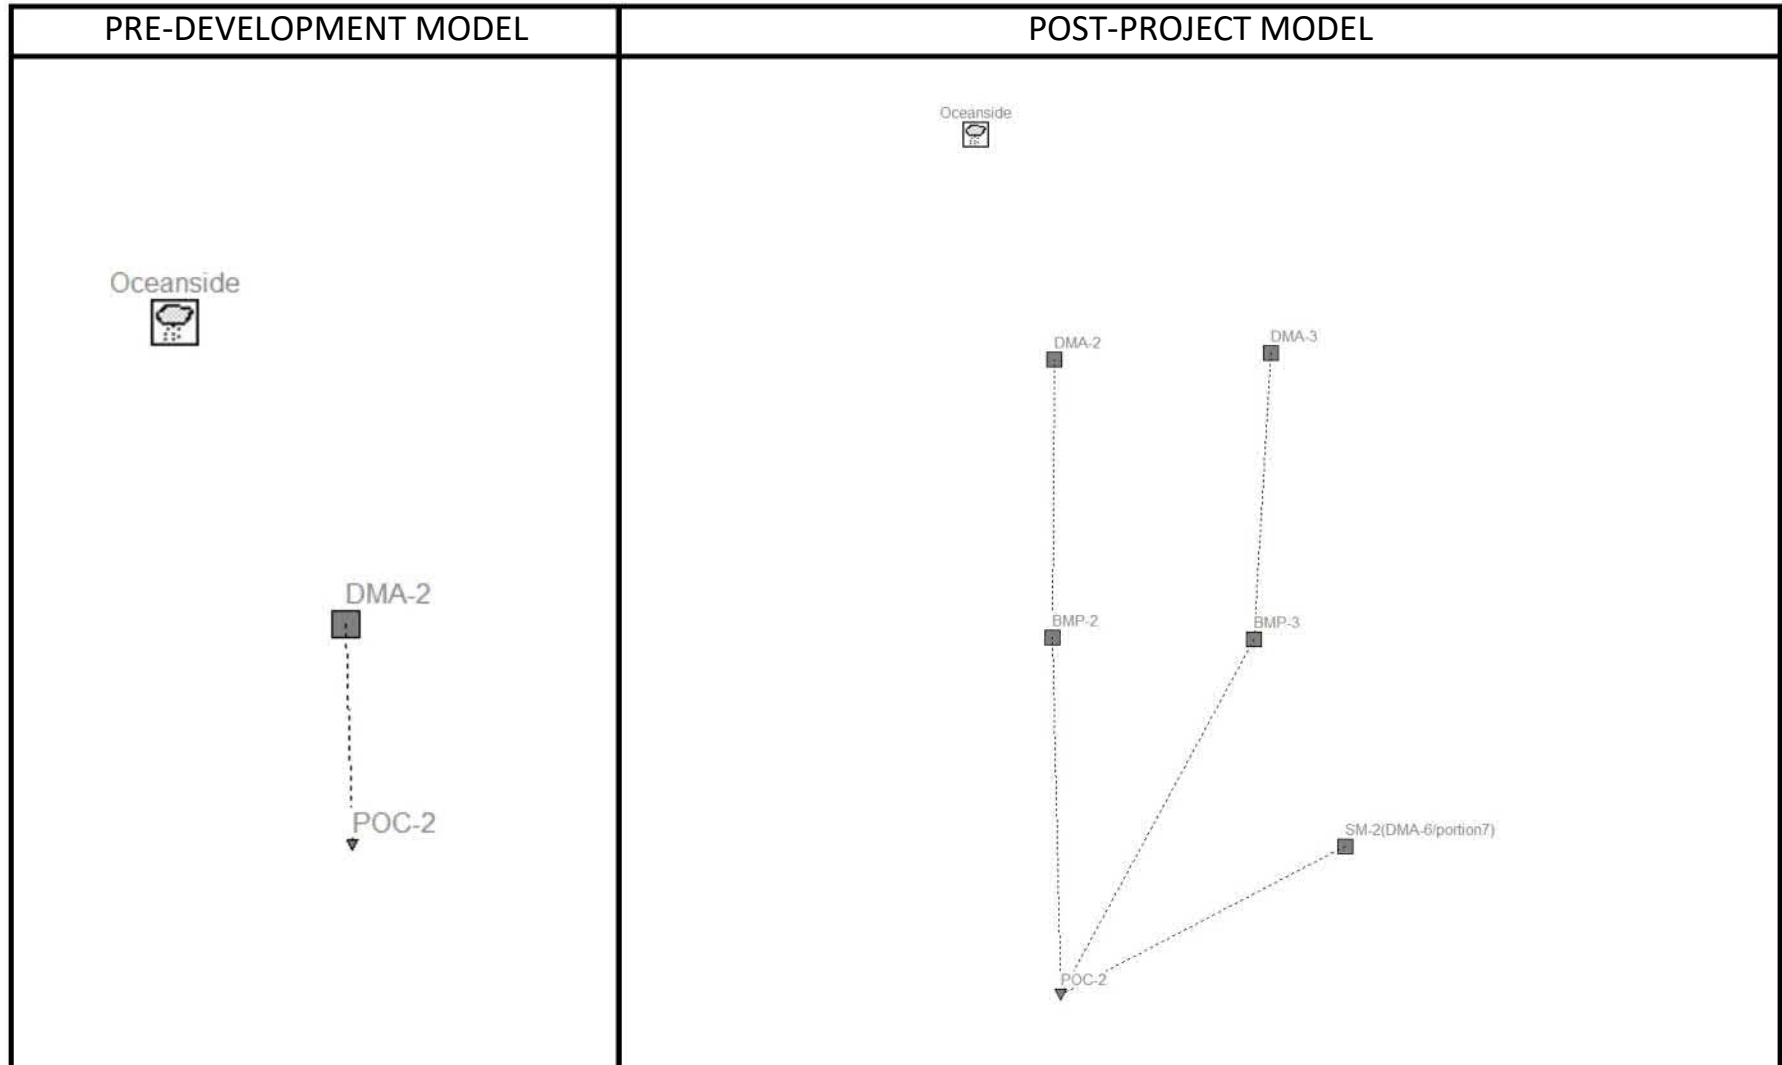 PRE-DEVELOPMENT MODEL
POST-PROJECT MODEL
Oceanside
DMA-2
POC-2
Oceanside
DMA-2
DMA-3
BMP-2
BMP-3
SM-2(DMA-6/portion7)
POC-2